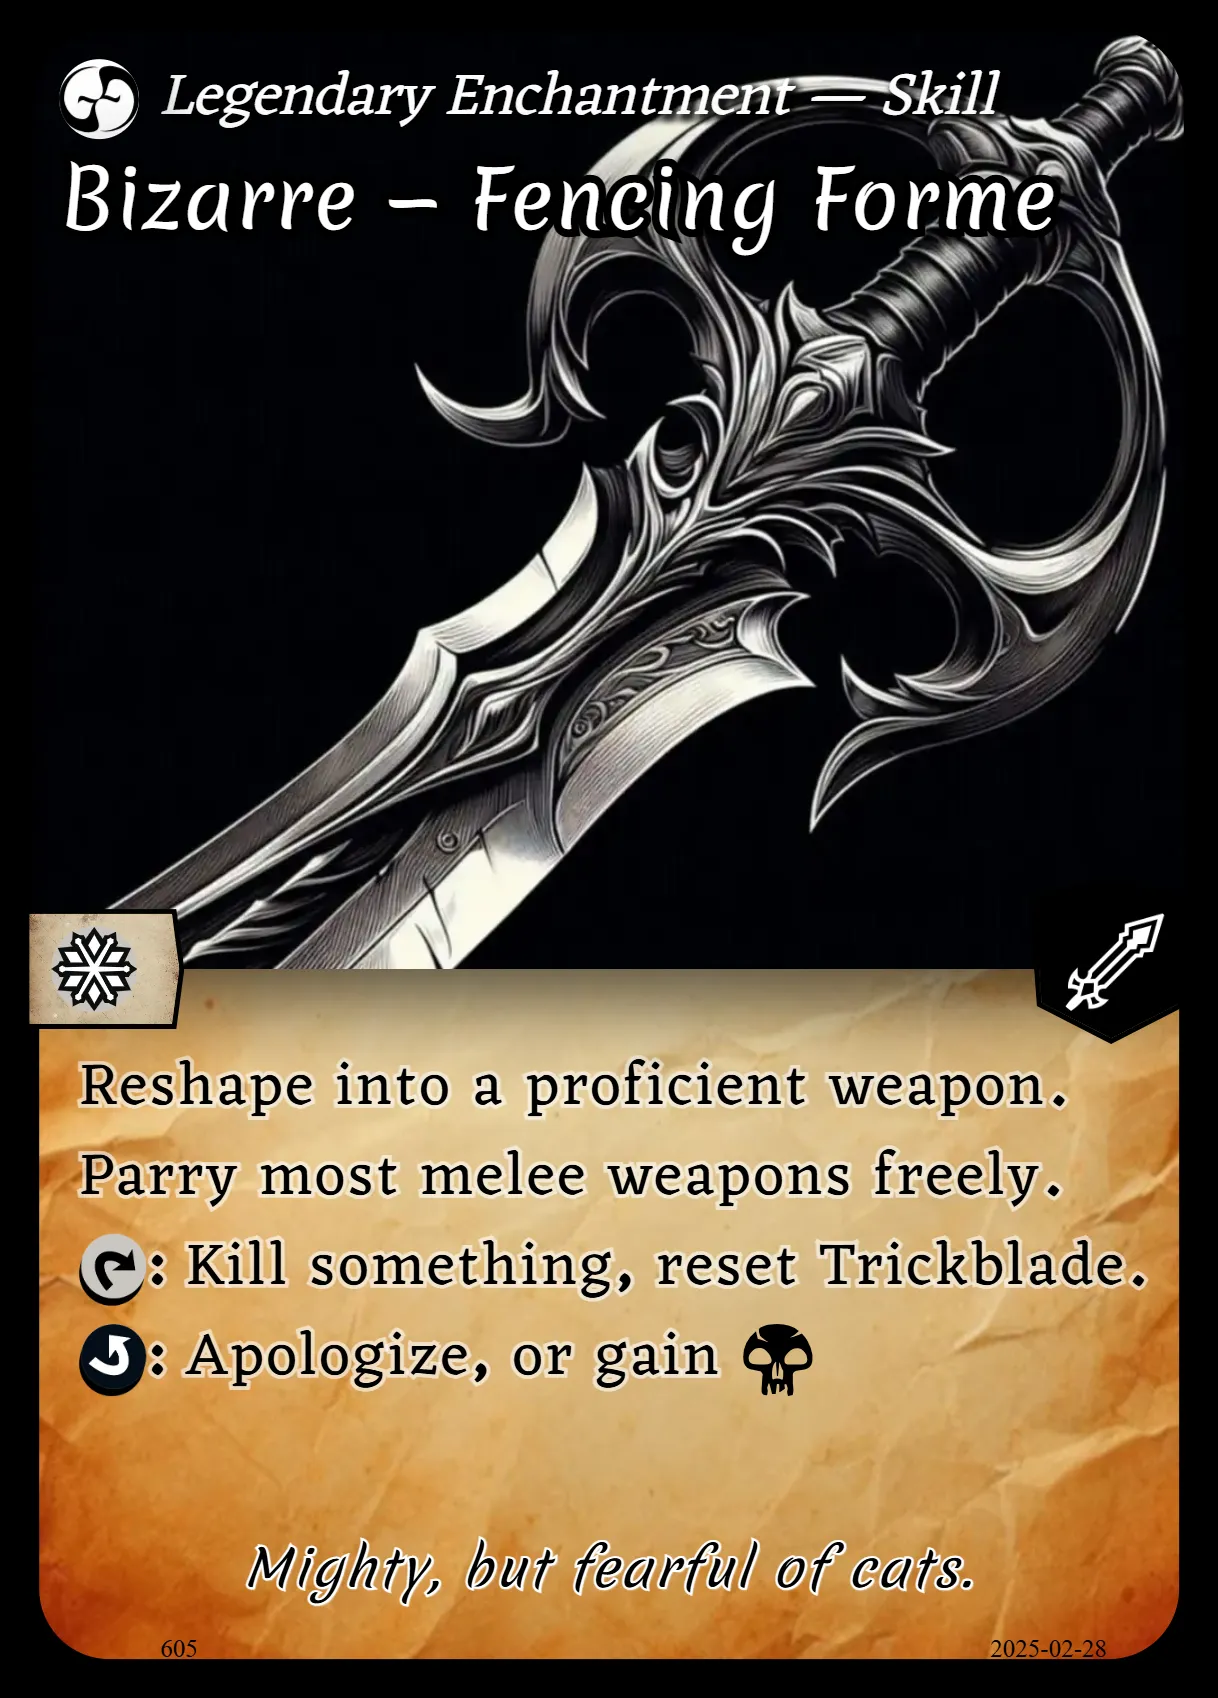 Legendary Enchantment — Skill
Bizarre – Fencing Forme
Reshape into a proficient weapon.
Parry most melee weapons freely.
: Kill something, reset Trickblade.
: Apologize, or gain
Mighty, but fearful of cats.
605
2025-02-28